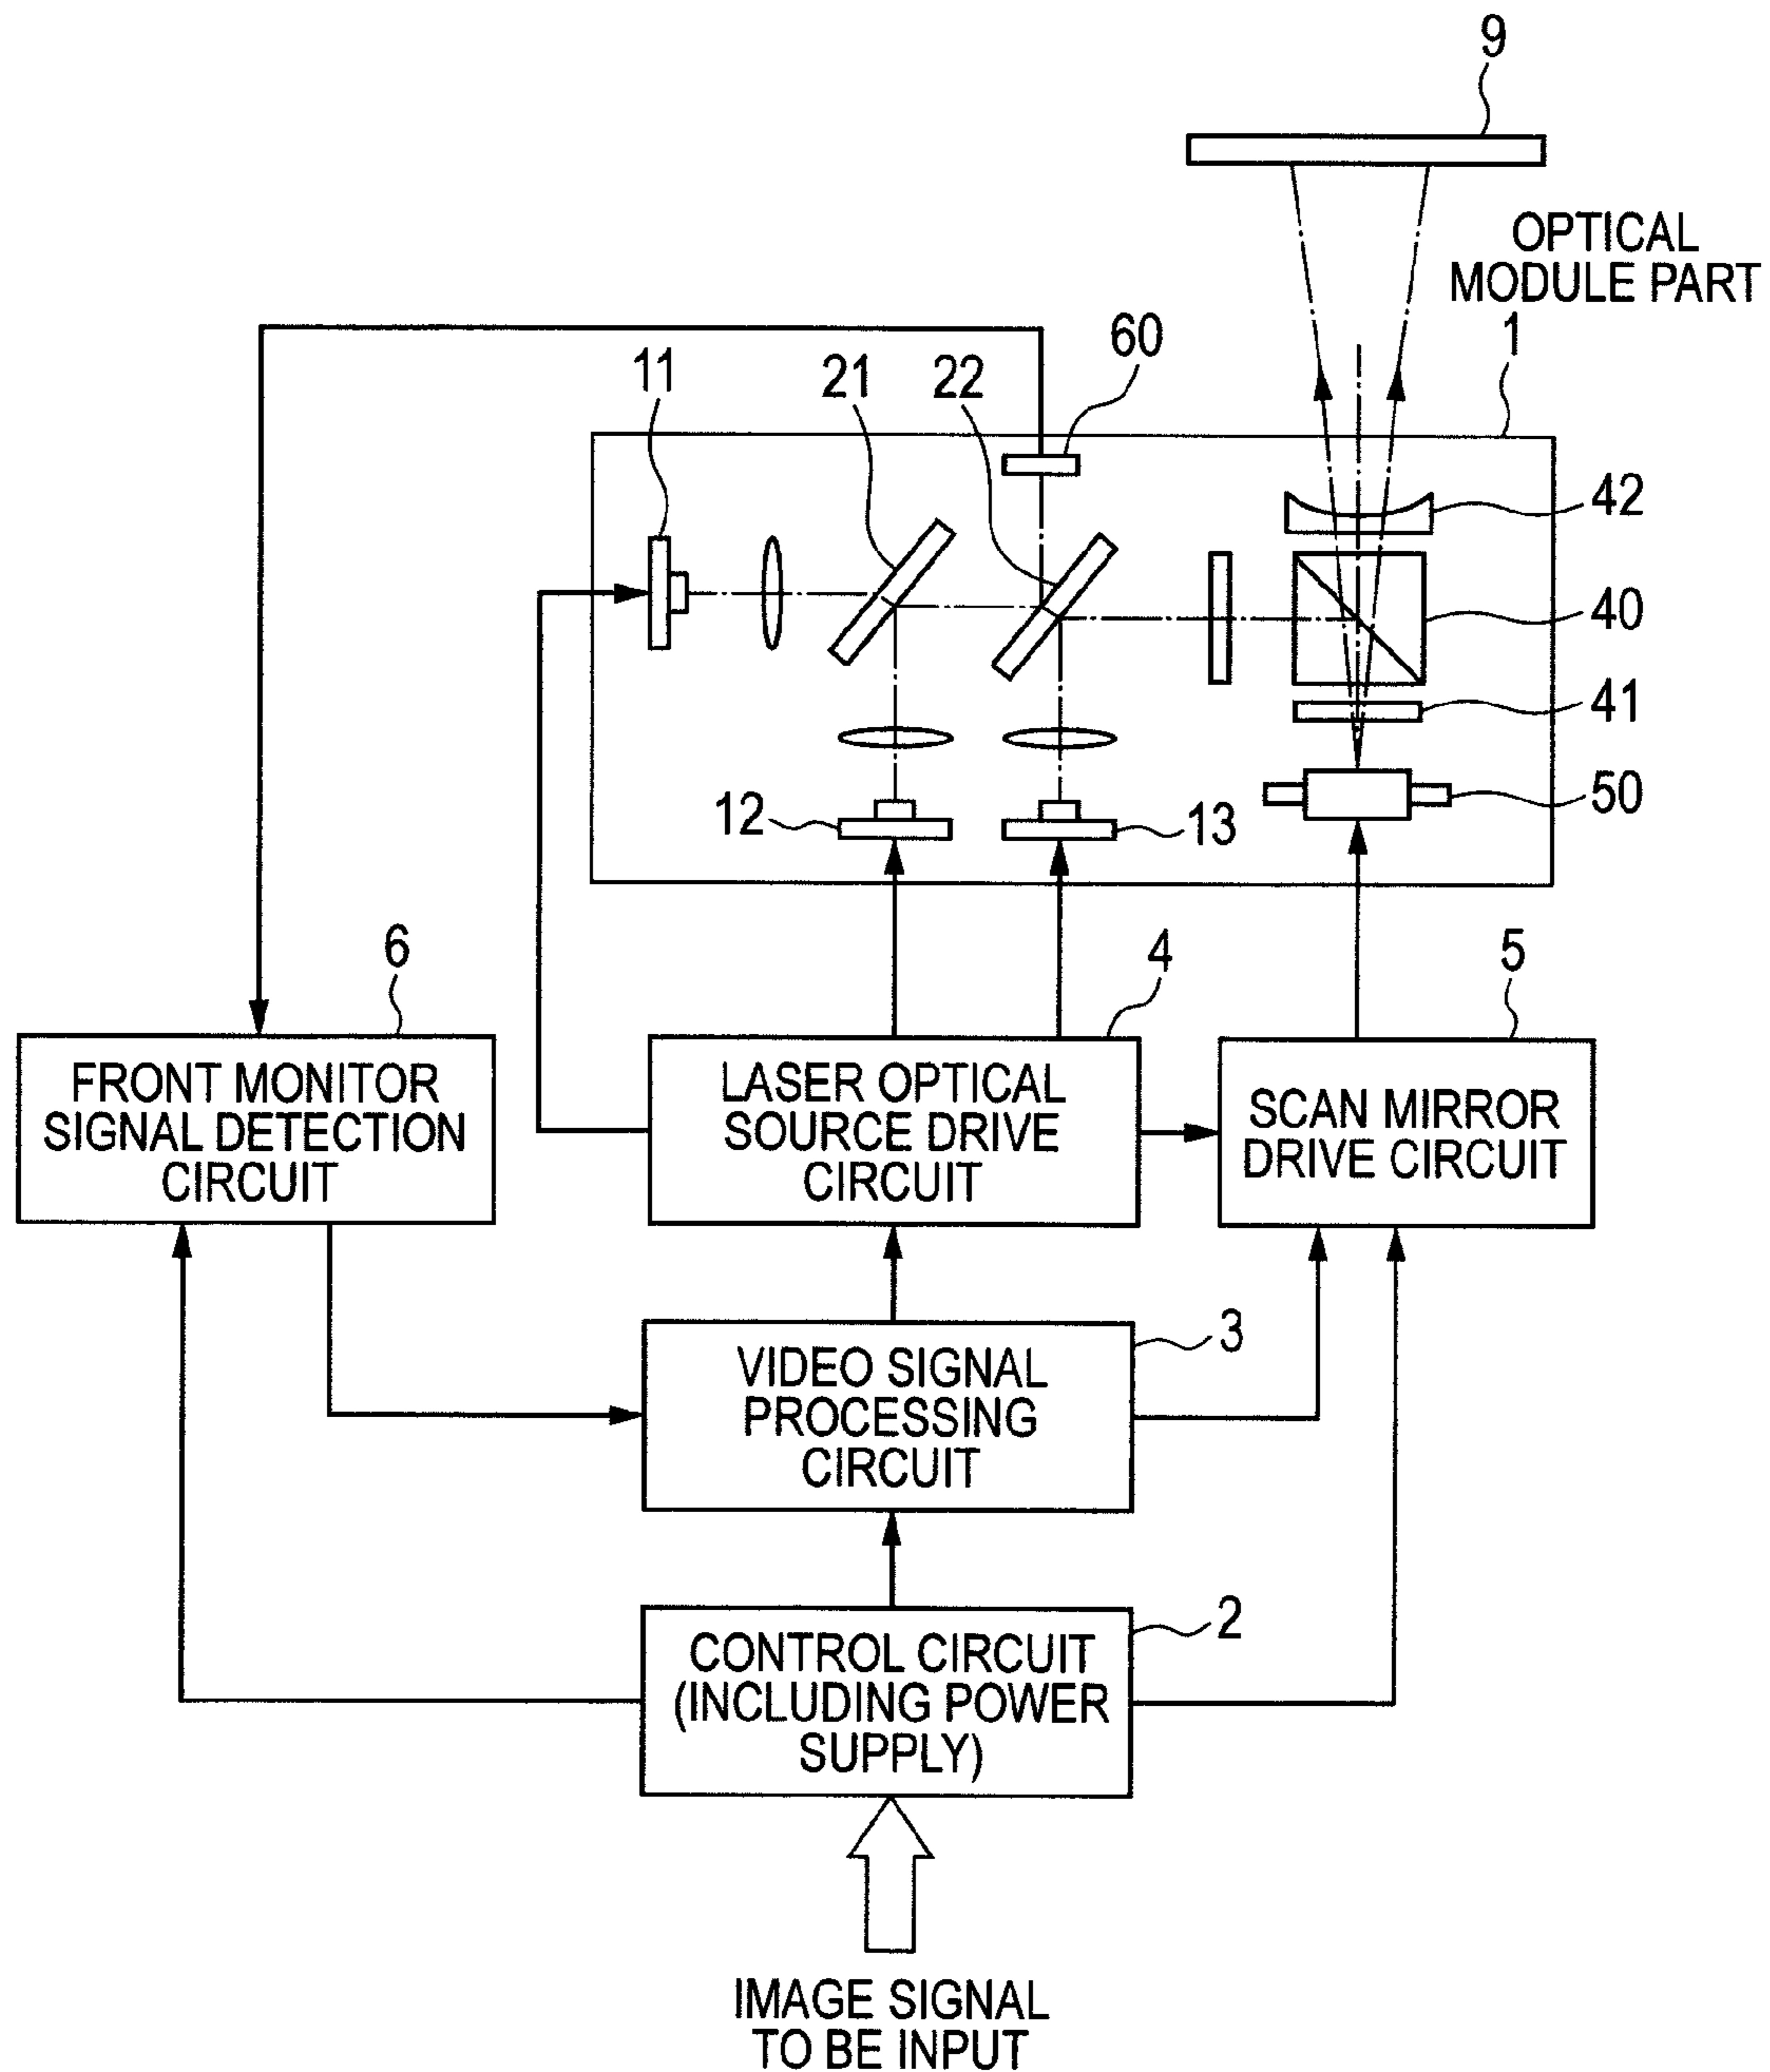 9
OPTICAL
MODULE PART
1
60
11
21
22
42
40
41
50
12
13
6
4
5
FRONT MONITOR
SIGNAL DETECTION
CIRCUIT
LASER OPTICAL
SOURCE DRIVE
CIRCUIT
SCAN MIRROR
DRIVE CIRCUIT
3
VIDEO SIGNAL
PROCESSING
CIRCUIT
2
CONTROL CIRCUIT
(INCLUDING POWER
SUPPLY)
IMAGE SIGNAL
TO BE INPUT